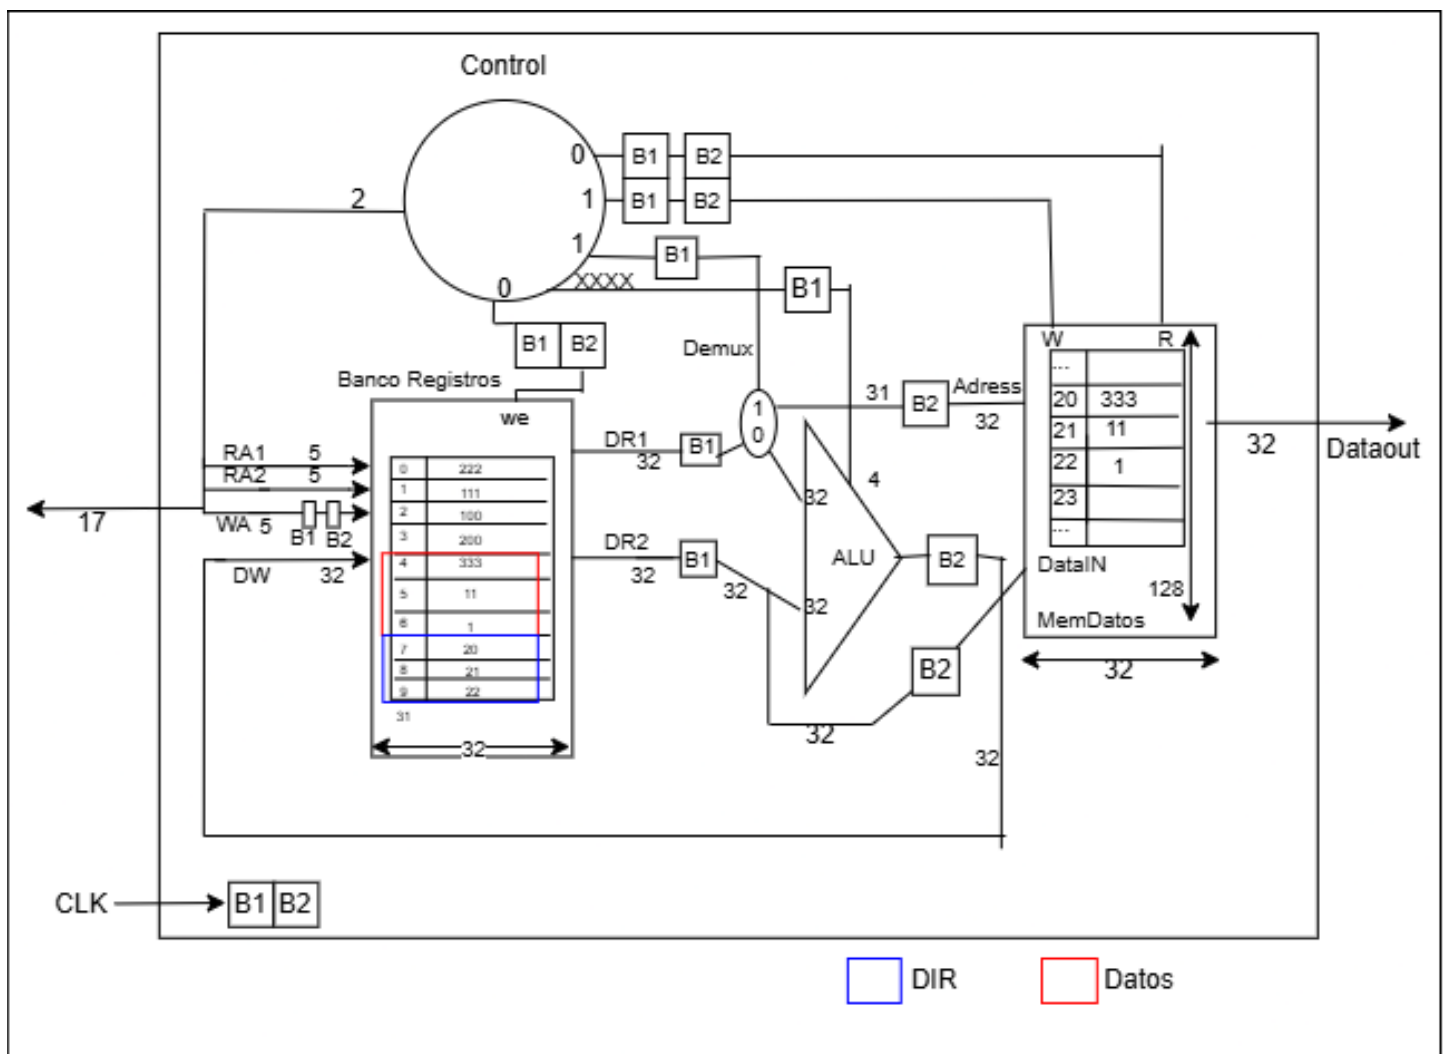 Control
0 B1 B2
2
1 B1 B2
1 B1
XXXX B1
0
B1 B2
Demux
W R
Banco Registros
we
31 B2 Adress
32
...
20 333
21 11
22 1
23
...
1
0
RA1 5
RA2 5
WA 5 B1 B2
17
DW 32
DR1
32
B1
DR2
32
B1
32
0 222
1 111
2 100
3 200
4 333
5 11
6 1
7 20
8 21
9 22
31
32
32
4
ALU
32
B2
DataIN
128
MemDatos
32
32
Dataout
B2
32
32
CLK B1 B2
DIR
Datos